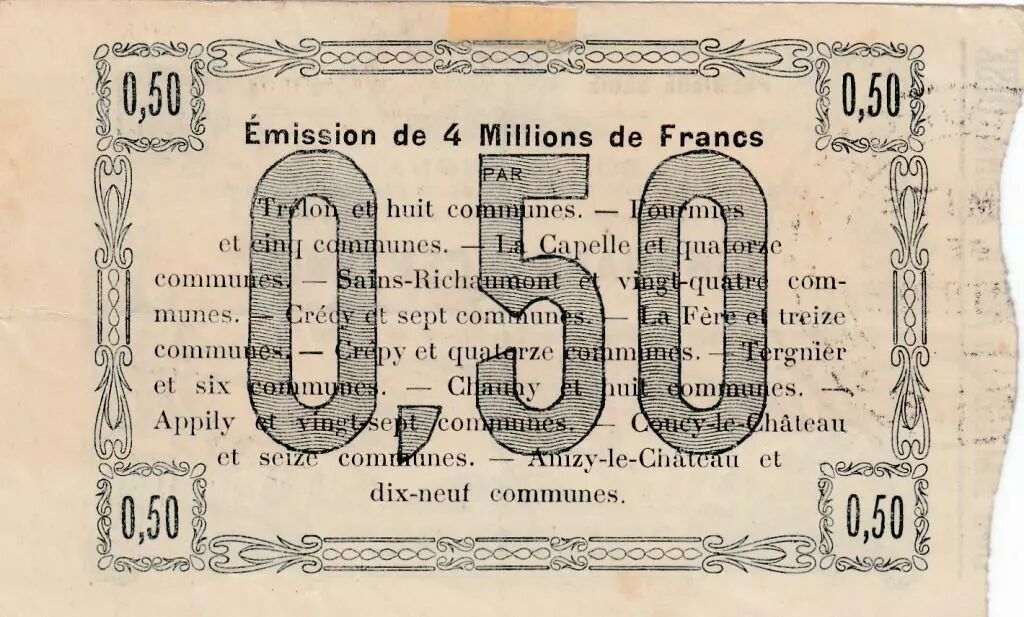 0,50
0,50
Émission de 4 Millions de Francs
PAR
Trélon et huit communes. — Fourmies
et cinq communes. — La Capelle et quatorze
communes. — Sains-Richaumont et vingt-quatre com-
munes. — Crécy et sept communes. — La Fère et treize
communes. — Crépy et quatorze communes. — Tergnier
et six communes. — Chauny et huit communes. —
Appily et vingt-sept communes. — Coucy-le-Château
et seize communes. — Anizy-le-Château et
dix-neuf communes.
0,50
0,50
0,50